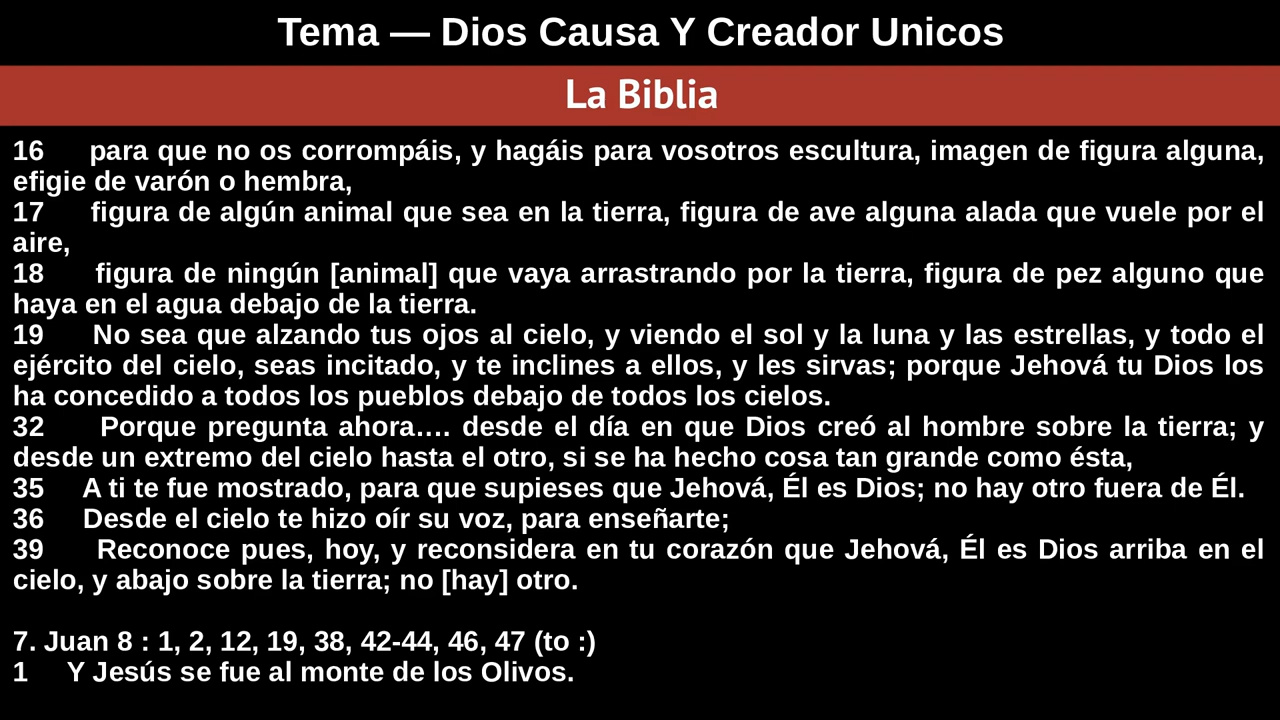 Tema — Dios Causa Y Creador Unicos
La Biblia
16 para que no os corrompáis, y hagáis para vosotros escultura, imagen de figura alguna,
efigie de varón o hembra,
17 figura de algún animal que sea en la tierra, figura de ave alguna alada que vuele por el
aire,
18 figura de ningún [animal] que vaya arrastrando por la tierra, figura de pez alguno que
haya en el agua debajo de la tierra.
19 No sea que alzando tus ojos al cielo, y viendo el sol y la luna y las estrellas, y todo el
ejército del cielo, seas incitado, y te inclines a ellos, y les sirvas; porque Jehová tu Dios los
ha concedido a todos los pueblos debajo de todos los cielos.
32 Porque pregunta ahora…. desde el día en que Dios creó al hombre sobre la tierra; y
desde un extremo del cielo hasta el otro, si se ha hecho cosa tan grande como ésta,
35 A ti te fue mostrado, para que supieses que Jehová, Él es Dios; no hay otro fuera de Él.
36 Desde el cielo te hizo oír su voz, para enseñarte;
39 Reconoce pues, hoy, y reconsidera en tu corazón que Jehová, Él es Dios arriba en el
cielo, y abajo sobre la tierra; no [hay] otro.
7. Juan 8 : 1, 2, 12, 19, 38, 42-44, 46, 47 (to :)
1 Y Jesús se fue al monte de los Olivos.